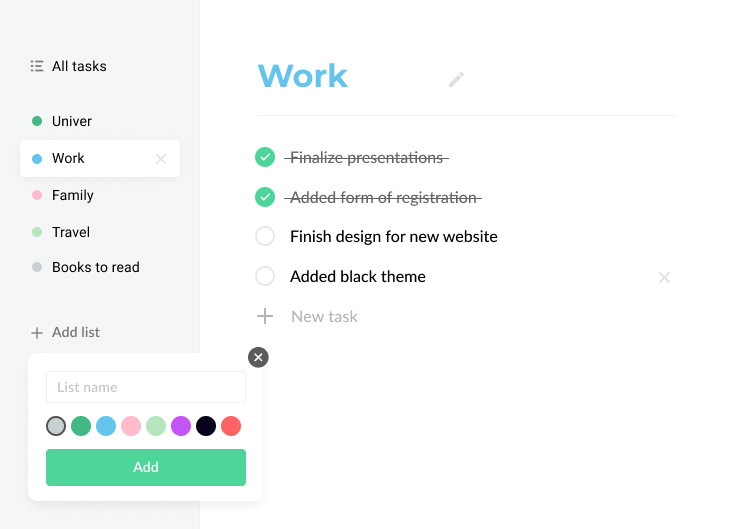 All tasks
Univer
Work
Family
Travel
Books to read
Add list
List name
Add
Work
Finalize presentations
Added form of registration
Finish design for new website
Added black theme
New task